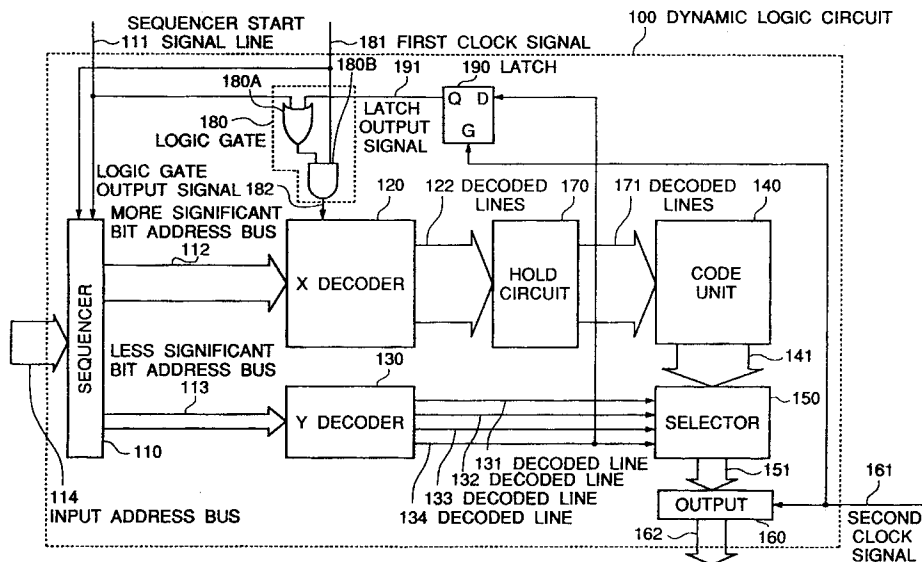 SEQUENCER START
111 SIGNAL LINE
181 FIRST CLOCK SIGNAL
100 DYNAMIC LOGIC CIRCUIT
180A
180B
191
190 LATCH
180
LOGIC GATE
LATCH
OUTPUT
SIGNAL
Q D
G
LOGIC GATE
OUTPUT SIGNAL 182
MORE SIGNIFICANT
BIT ADDRESS BUS
112
120
122 DECODED
LINES
170
171 DECODED
LINES
140
SEQUENCER
X DECODER
HOLD
CIRCUIT
CODE
UNIT
LESS SIGNIFICANT
BIT ADDRESS BUS
113
130
141
150
Y DECODER
SELECTOR
110
131 DECODED LINE
132 DECODED LINE
133 DECODED LINE
134 DECODED LINE
151
114
INPUT ADDRESS BUS
OUTPUT
161
SECOND
CLOCK
SIGNAL
162
160